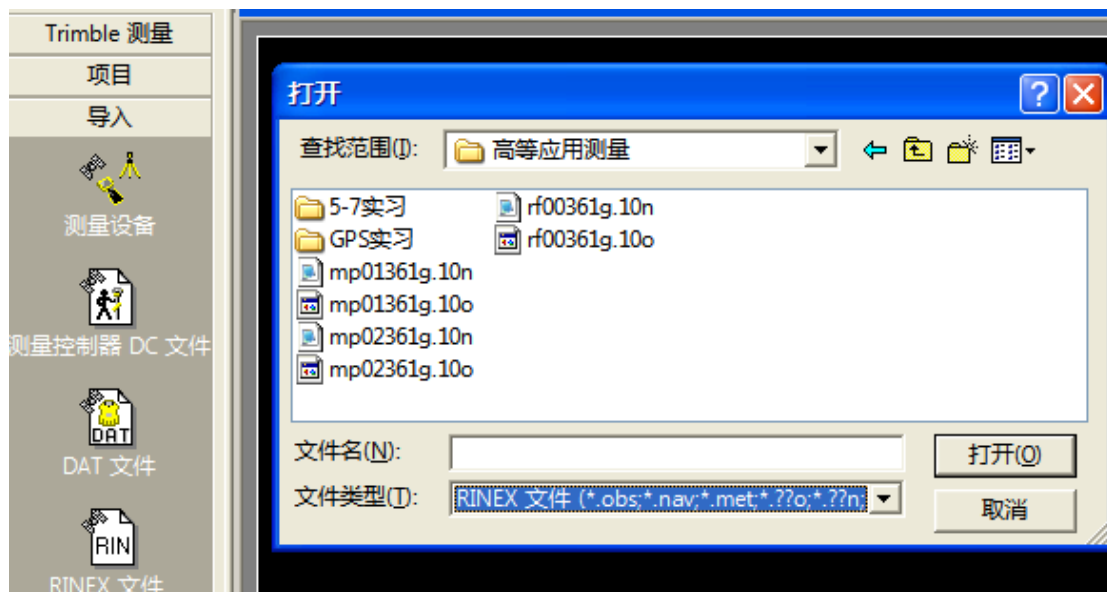 Trimble 测量
项目
导入
测量设备
测量控制器 DC 文件
DAT
DAT 文件
RIN
RINEX 文件
打开
查找范围(I):
高等应用测量
5-7实习
GPS实习
mp01361g.10n
mp01361g.10o
mp02361g.10n
mp02361g.10o
rf00361g.10n
rf00361g.10o
文件名(N):
打开(O)
文件类型(T):
RINEX 文件 (*.obs;*.nav;*.met;*.??o;*.??n;
取消